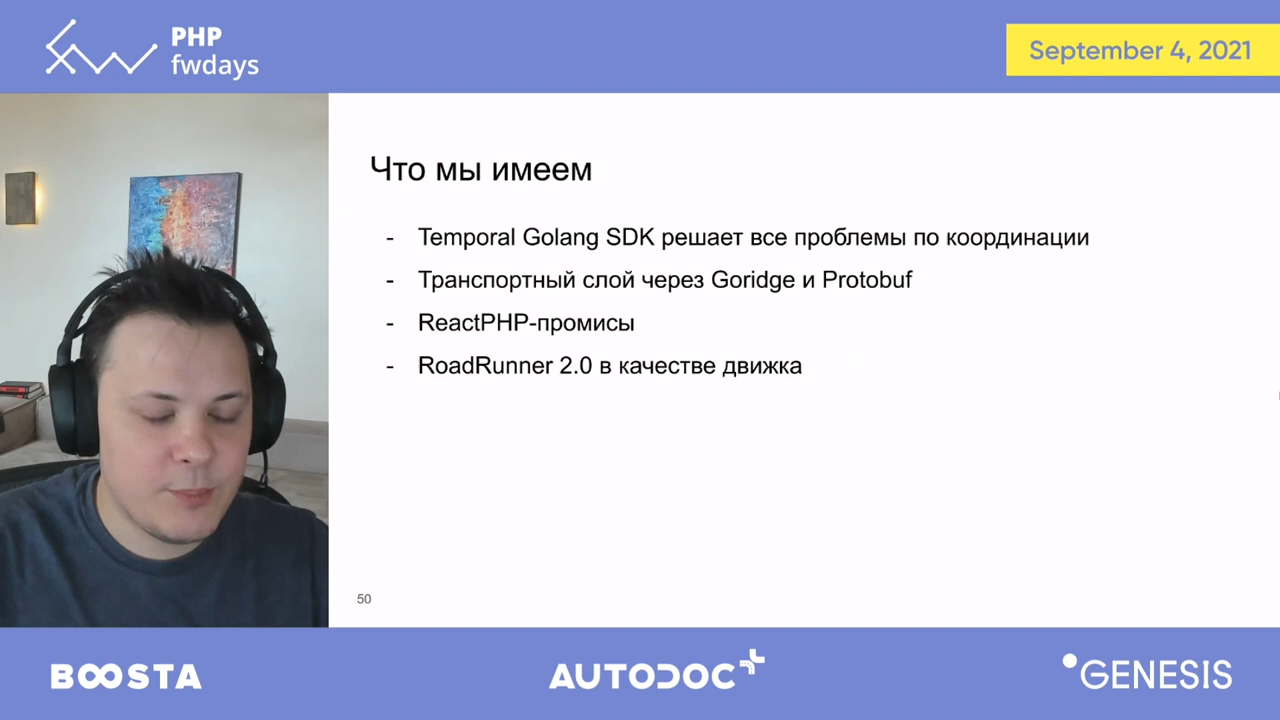 PHP
fwdays
September 4, 2021
Что мы имеем
- Temporal Golang SDK решает все проблемы по координации
- Транспортный слой через Goridge и Protobuf
- ReactPHP-промисы
- RoadRunner 2.0 в качестве движка
50
BOOSTA
AUTODOC
GENESIS